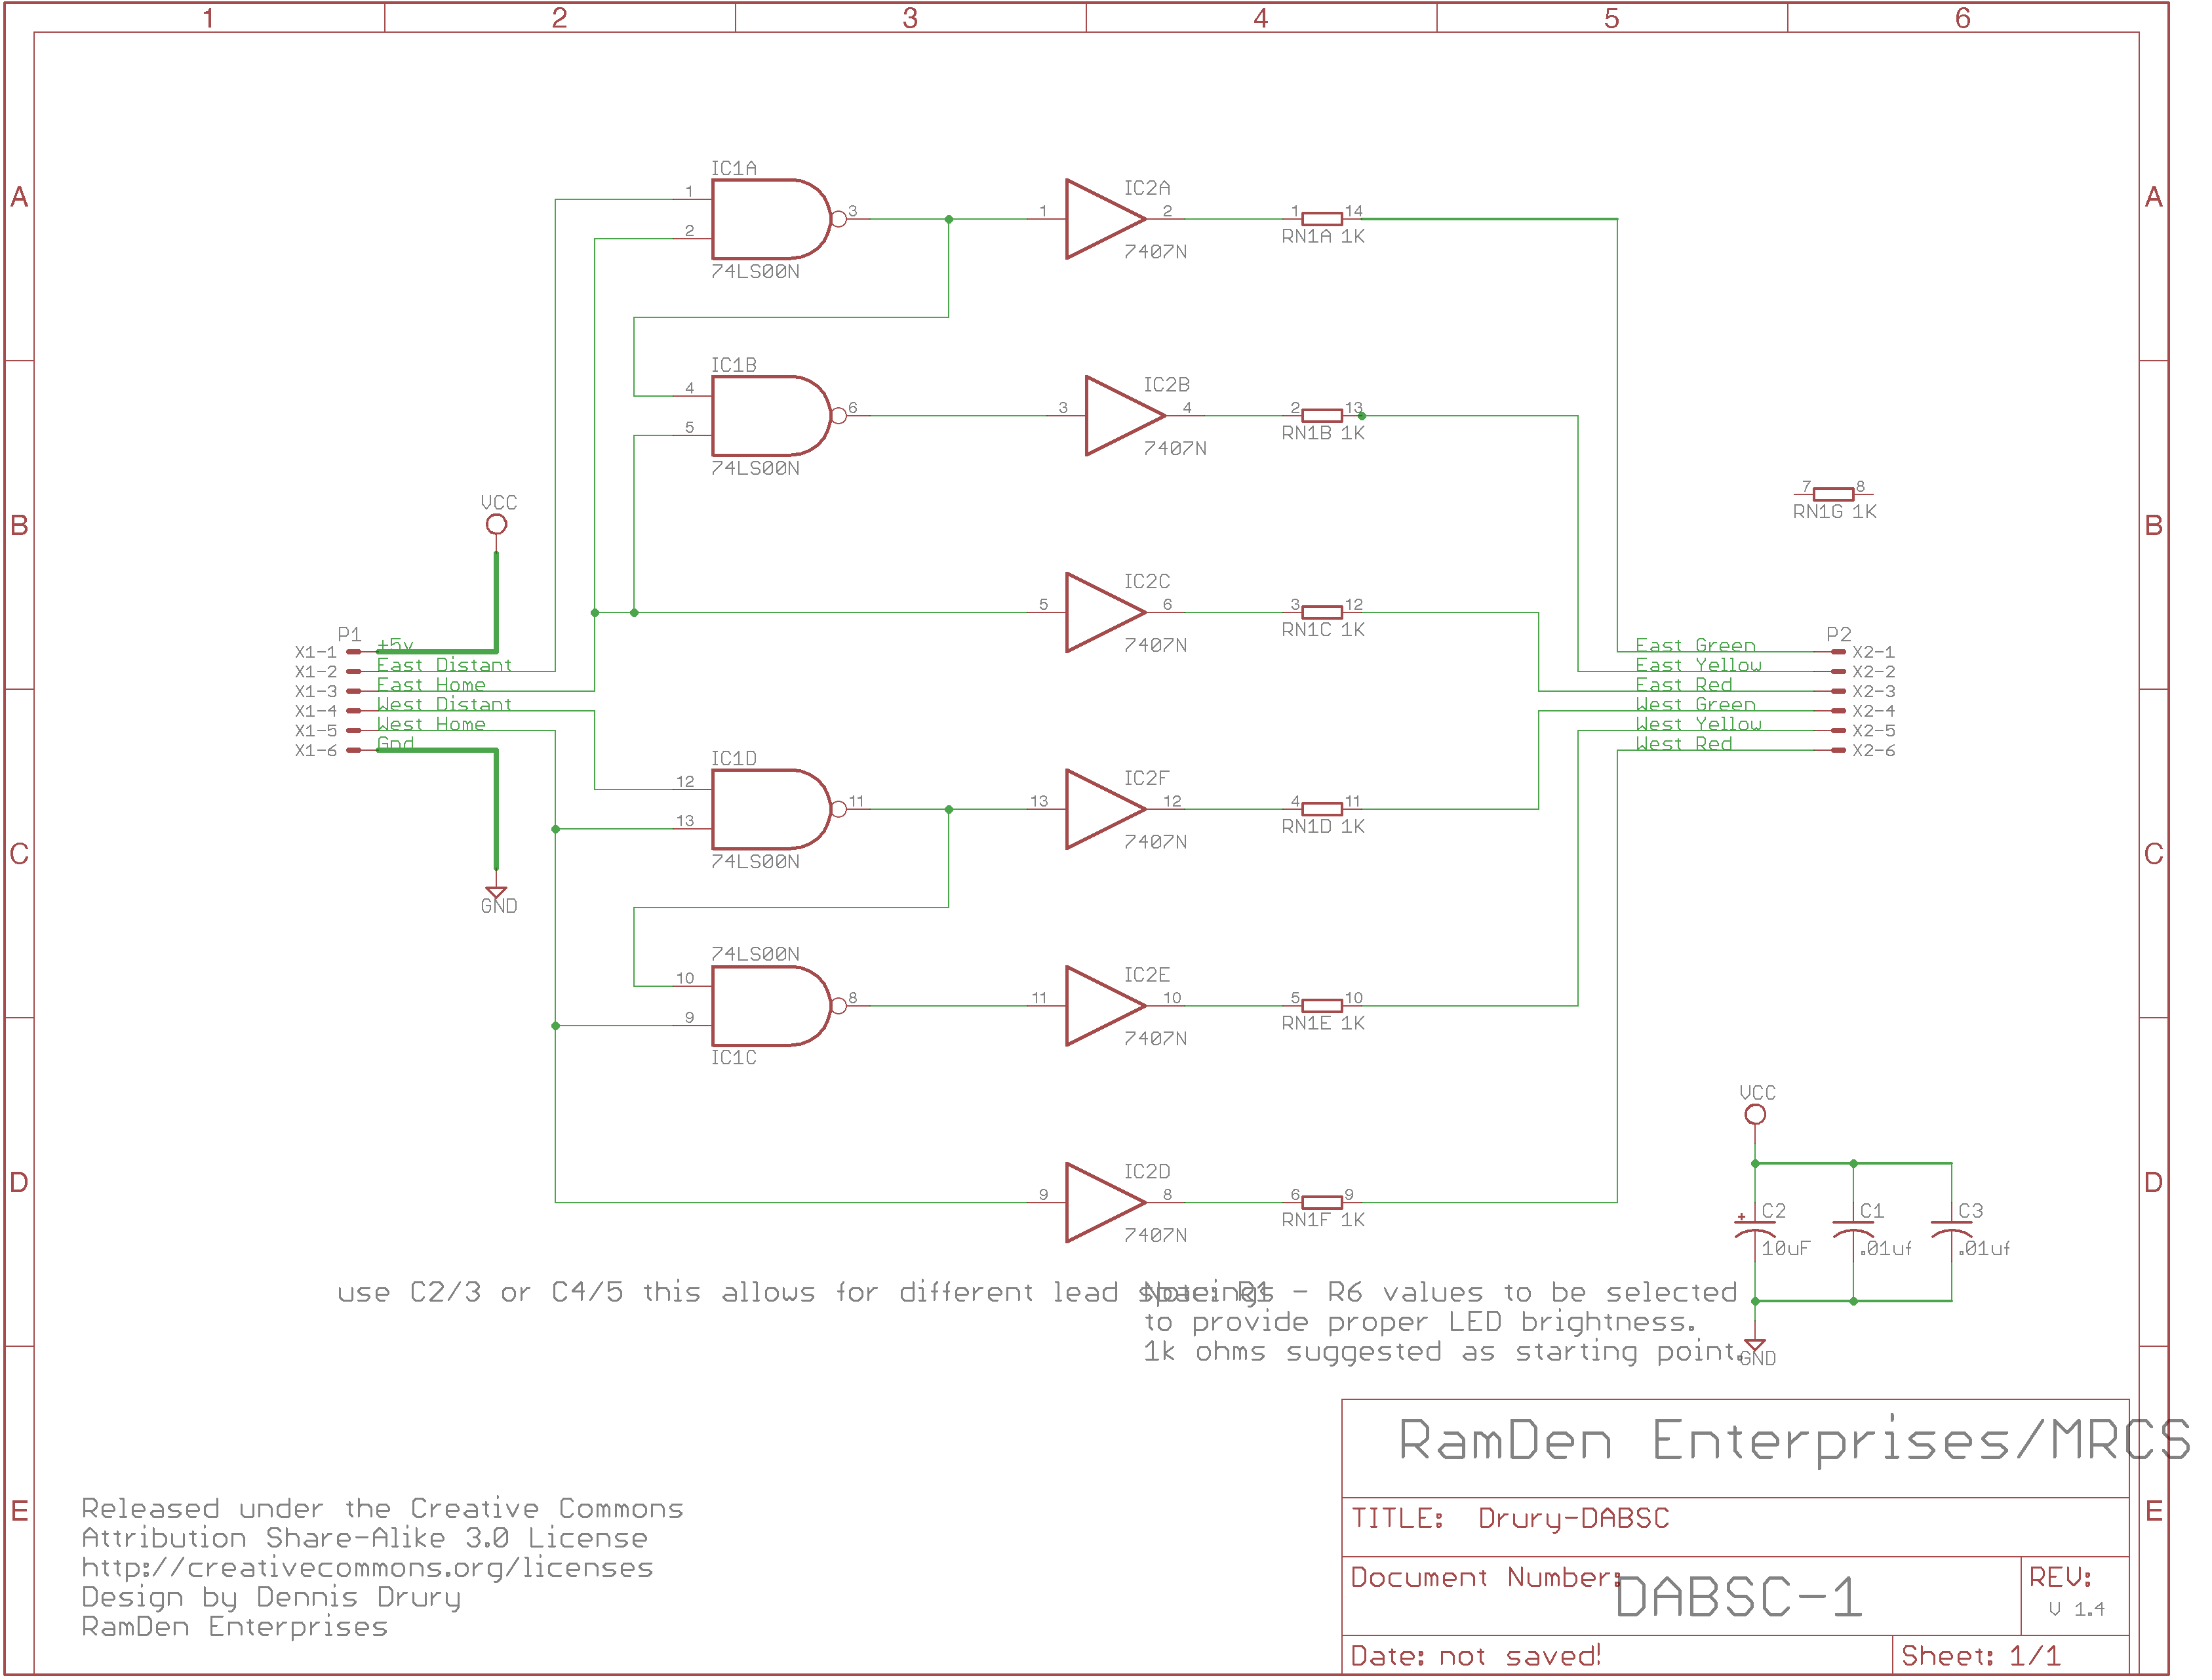 1 2 3 4 5 6
A A
B B
C C
D D
E E
IC1A
1
2
3
74LS00N
IC2A
1 2
7407N
1 14
RN1A 1K
IC1B
4
5
6
74LS00N
IC2B
3 4
7407N
2 13
RN1B 1K
7 8
RN1G 1K
VCC
IC2C
5 6
7407N
3 12
RN1C 1K
P1
X1-1 +5v
X1-2 East Distant
X1-3 East Home
X1-4 West Distant
X1-5 West Home
X1-6 Gnd
GND
P2
East Green X2-1
East Yellow X2-2
East Red X2-3
West Green X2-4
West Yellow X2-5
West Red X2-6
IC1D
12
13
11
74LS00N
IC2F
13 12
7407N
4 11
RN1D 1K
74LS00N
10
9
8
IC1C
IC2E
11 10
7407N
5 10
RN1E 1K
IC2D
9 8
7407N
6 9
RN1F 1K
VCC
+ C2 C1 C3
10uF .01uf .01uf
GND
use C2/3 or C4/5 this allows for different lead spacings
Note: R1 - R6 values to be selected
to provide proper LED brightness.
1k ohms suggested as starting point.
Released under the Creative Commons
Attribution Share-Alike 3.0 License
http://creativecommons.org/licenses
Design by Dennis Drury
RamDen Enterprises
RamDen Enterprises/MRCS
TITLE: Drury-DABSC
Document Number: DABSC-1
REV:
V 1.4
Date: not saved!
Sheet: 1/1